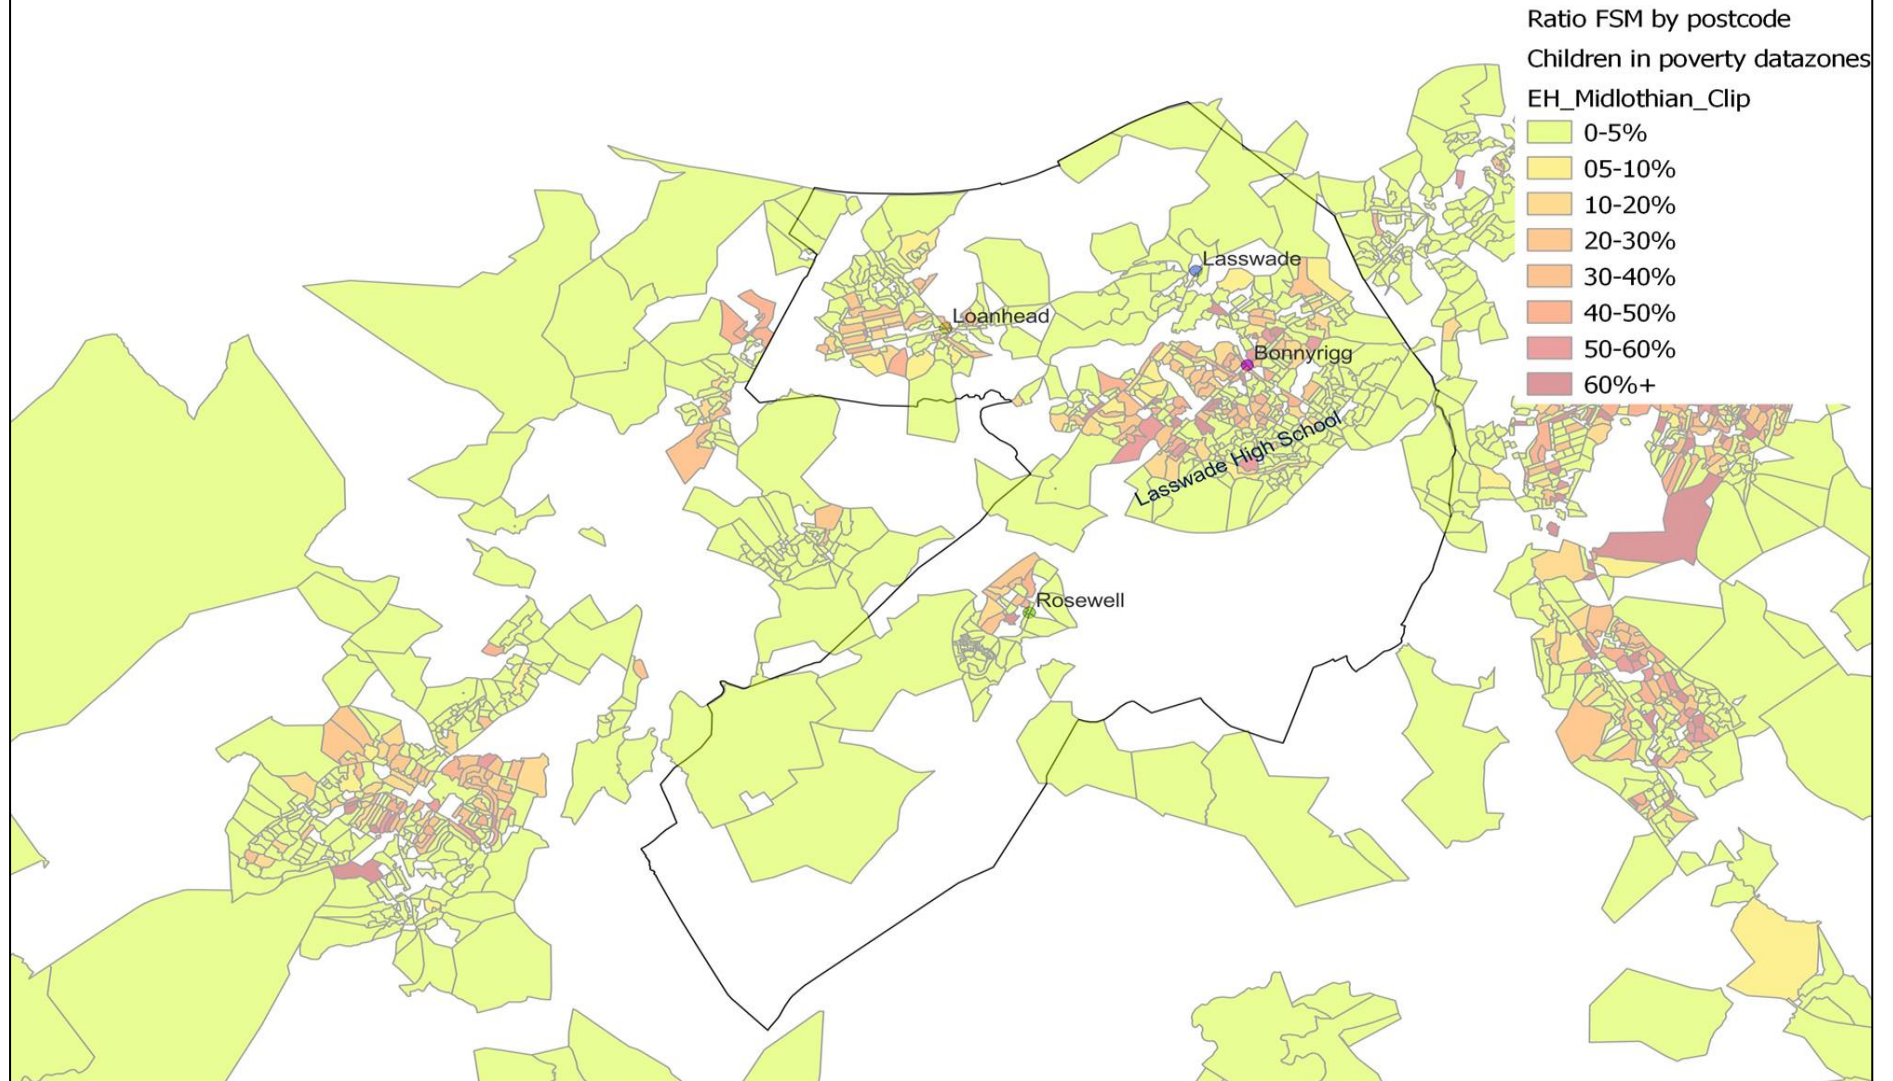 Ratio FSM by postcode
Children in poverty datazones
EH_Midlothian_Clip
0-5%
05-10%
10-20%
20-30%
30-40%
40-50%
50-60%
60%+
Lasswade
Loanhead
Bonnyrigg
Lasswade High School
Rosewell